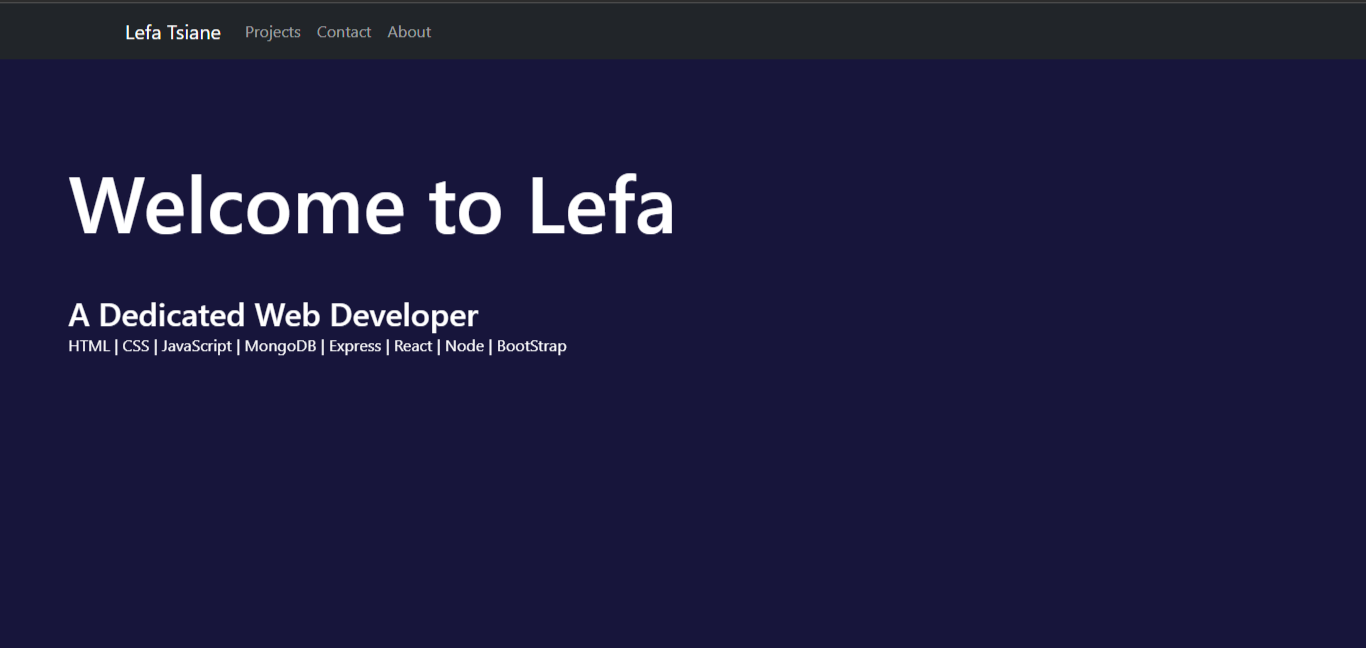 Lefa Tsiane Projects Contact About
Welcome to Lefa
A Dedicated Web Developer
HTML | CSS | JavaScript | MongoDB | Express | React | Node | BootStrap